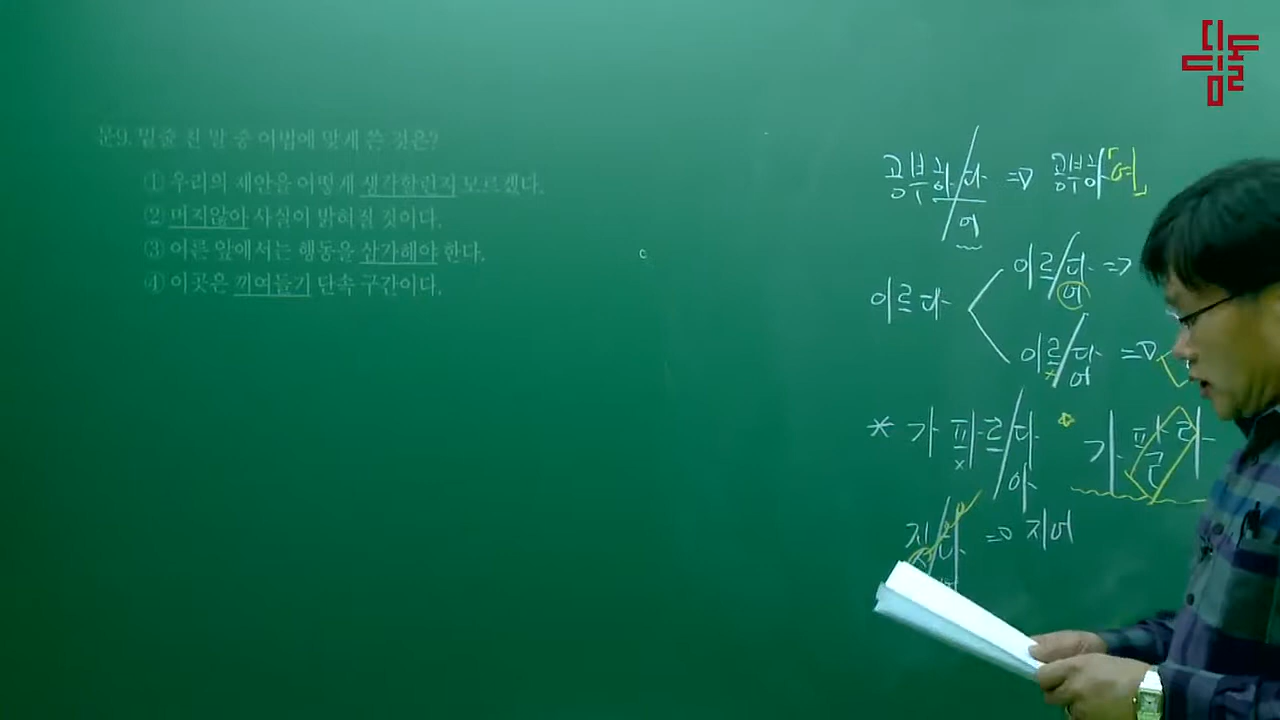 문9. 밑줄 친 말 중 어법에 맞게 쓴 것은?
① 우리의 제안을 어떻게 생각할런지 모르겠다.
② 머지않아 사실이 밝혀질 것이다.
③ 어른 앞에서는 행동을 삼가해야 한다.
④ 이곳은 끼여들기 단속 구간이다.
공부하/다 ⇒ 공부하「여」
어
이르다
이르/다 ⇒
어
이르/다 ⇒
어
* 가파르/다
아
가팔라
⇒ 지어